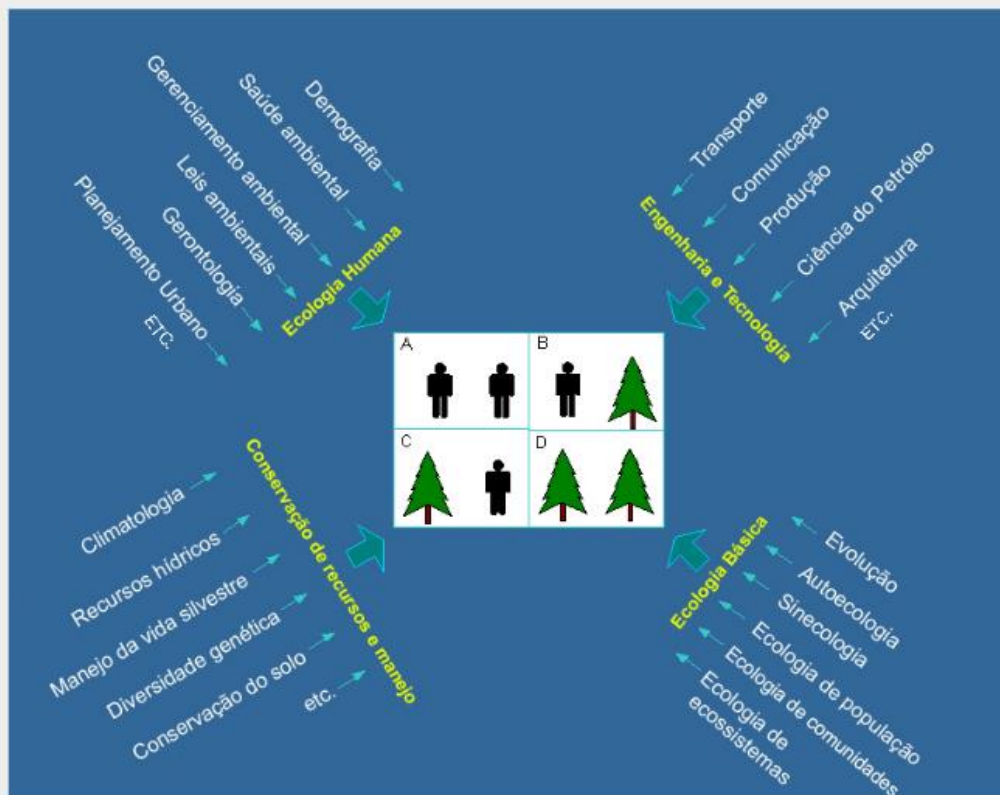 Demografia
Saúde ambiental
Gerenciamento ambiental
Leis ambientais
Gerontologia
Planejamento Urbano
ETC.
Ecologia Humana
Transporte
Comunicação
Produção
Ciência do Petróleo
Arquitetura
ETC.
Engenharia e Tecnologia
A
B
C
D
Climatologia
Recursos hídricos
Manejo da vida silvestre
Diversidade genética
Conservação do solo
etc.
Conservação de recursos e manejo
Evolução
Autoecologia
Sinecologia
Ecologia de população
Ecologia de comunidades
Ecologia de
ecossistemas
Ecologia Básica